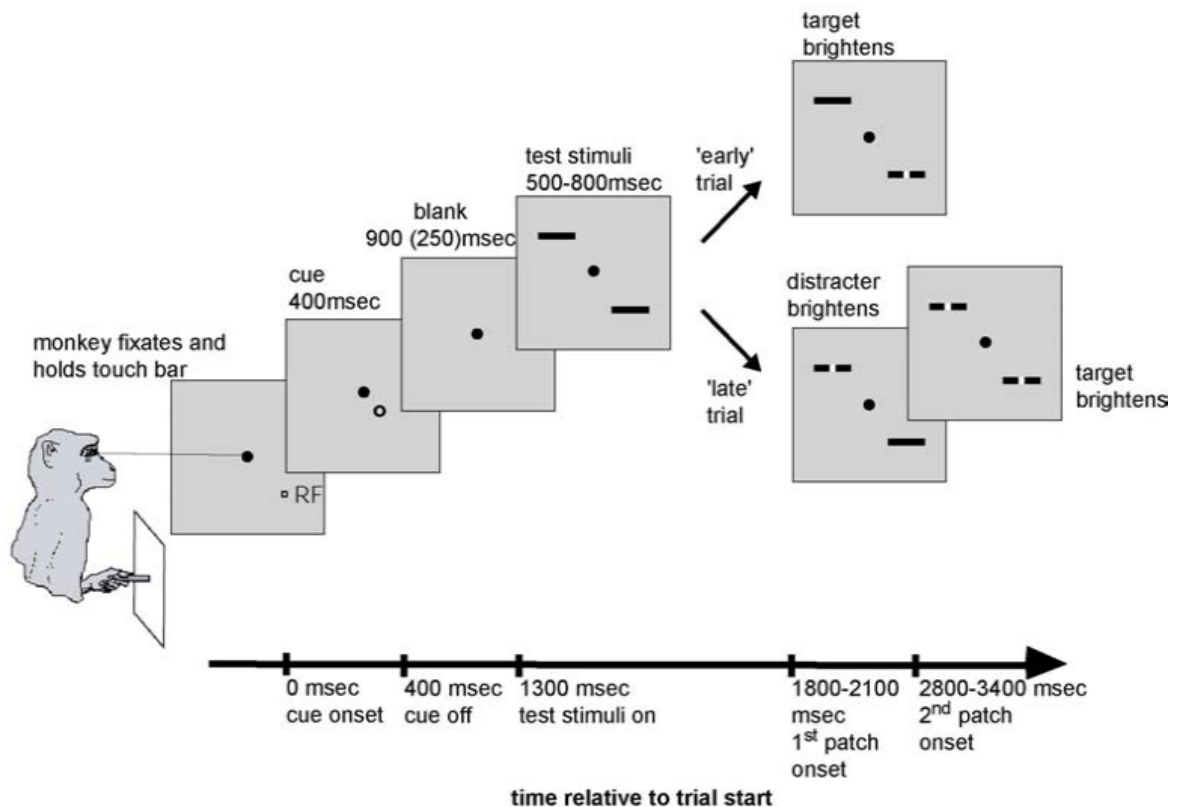 target
brightens
test stimuli
500-800msec
'early'
trial
blank
900 (250)msec
cue
400msec
distracter
brightens
monkey fixates and
holds touch bar
'late'
trial
target
brightens
RF
0 msec
cue onset
400 msec
cue off
1300 msec
test stimuli on
1800-2100
msec
1st patch
onset
2800-3400 msec
2nd patch
onset
time relative to trial start